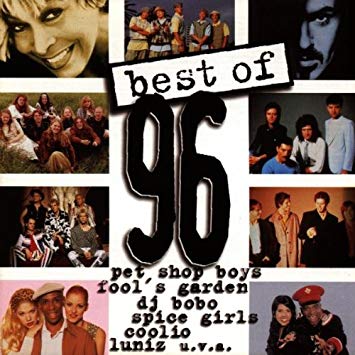 best of
96
pet shop boys
fool's garden
dj bobo
spice girls
coolio
luniz u.v.a.